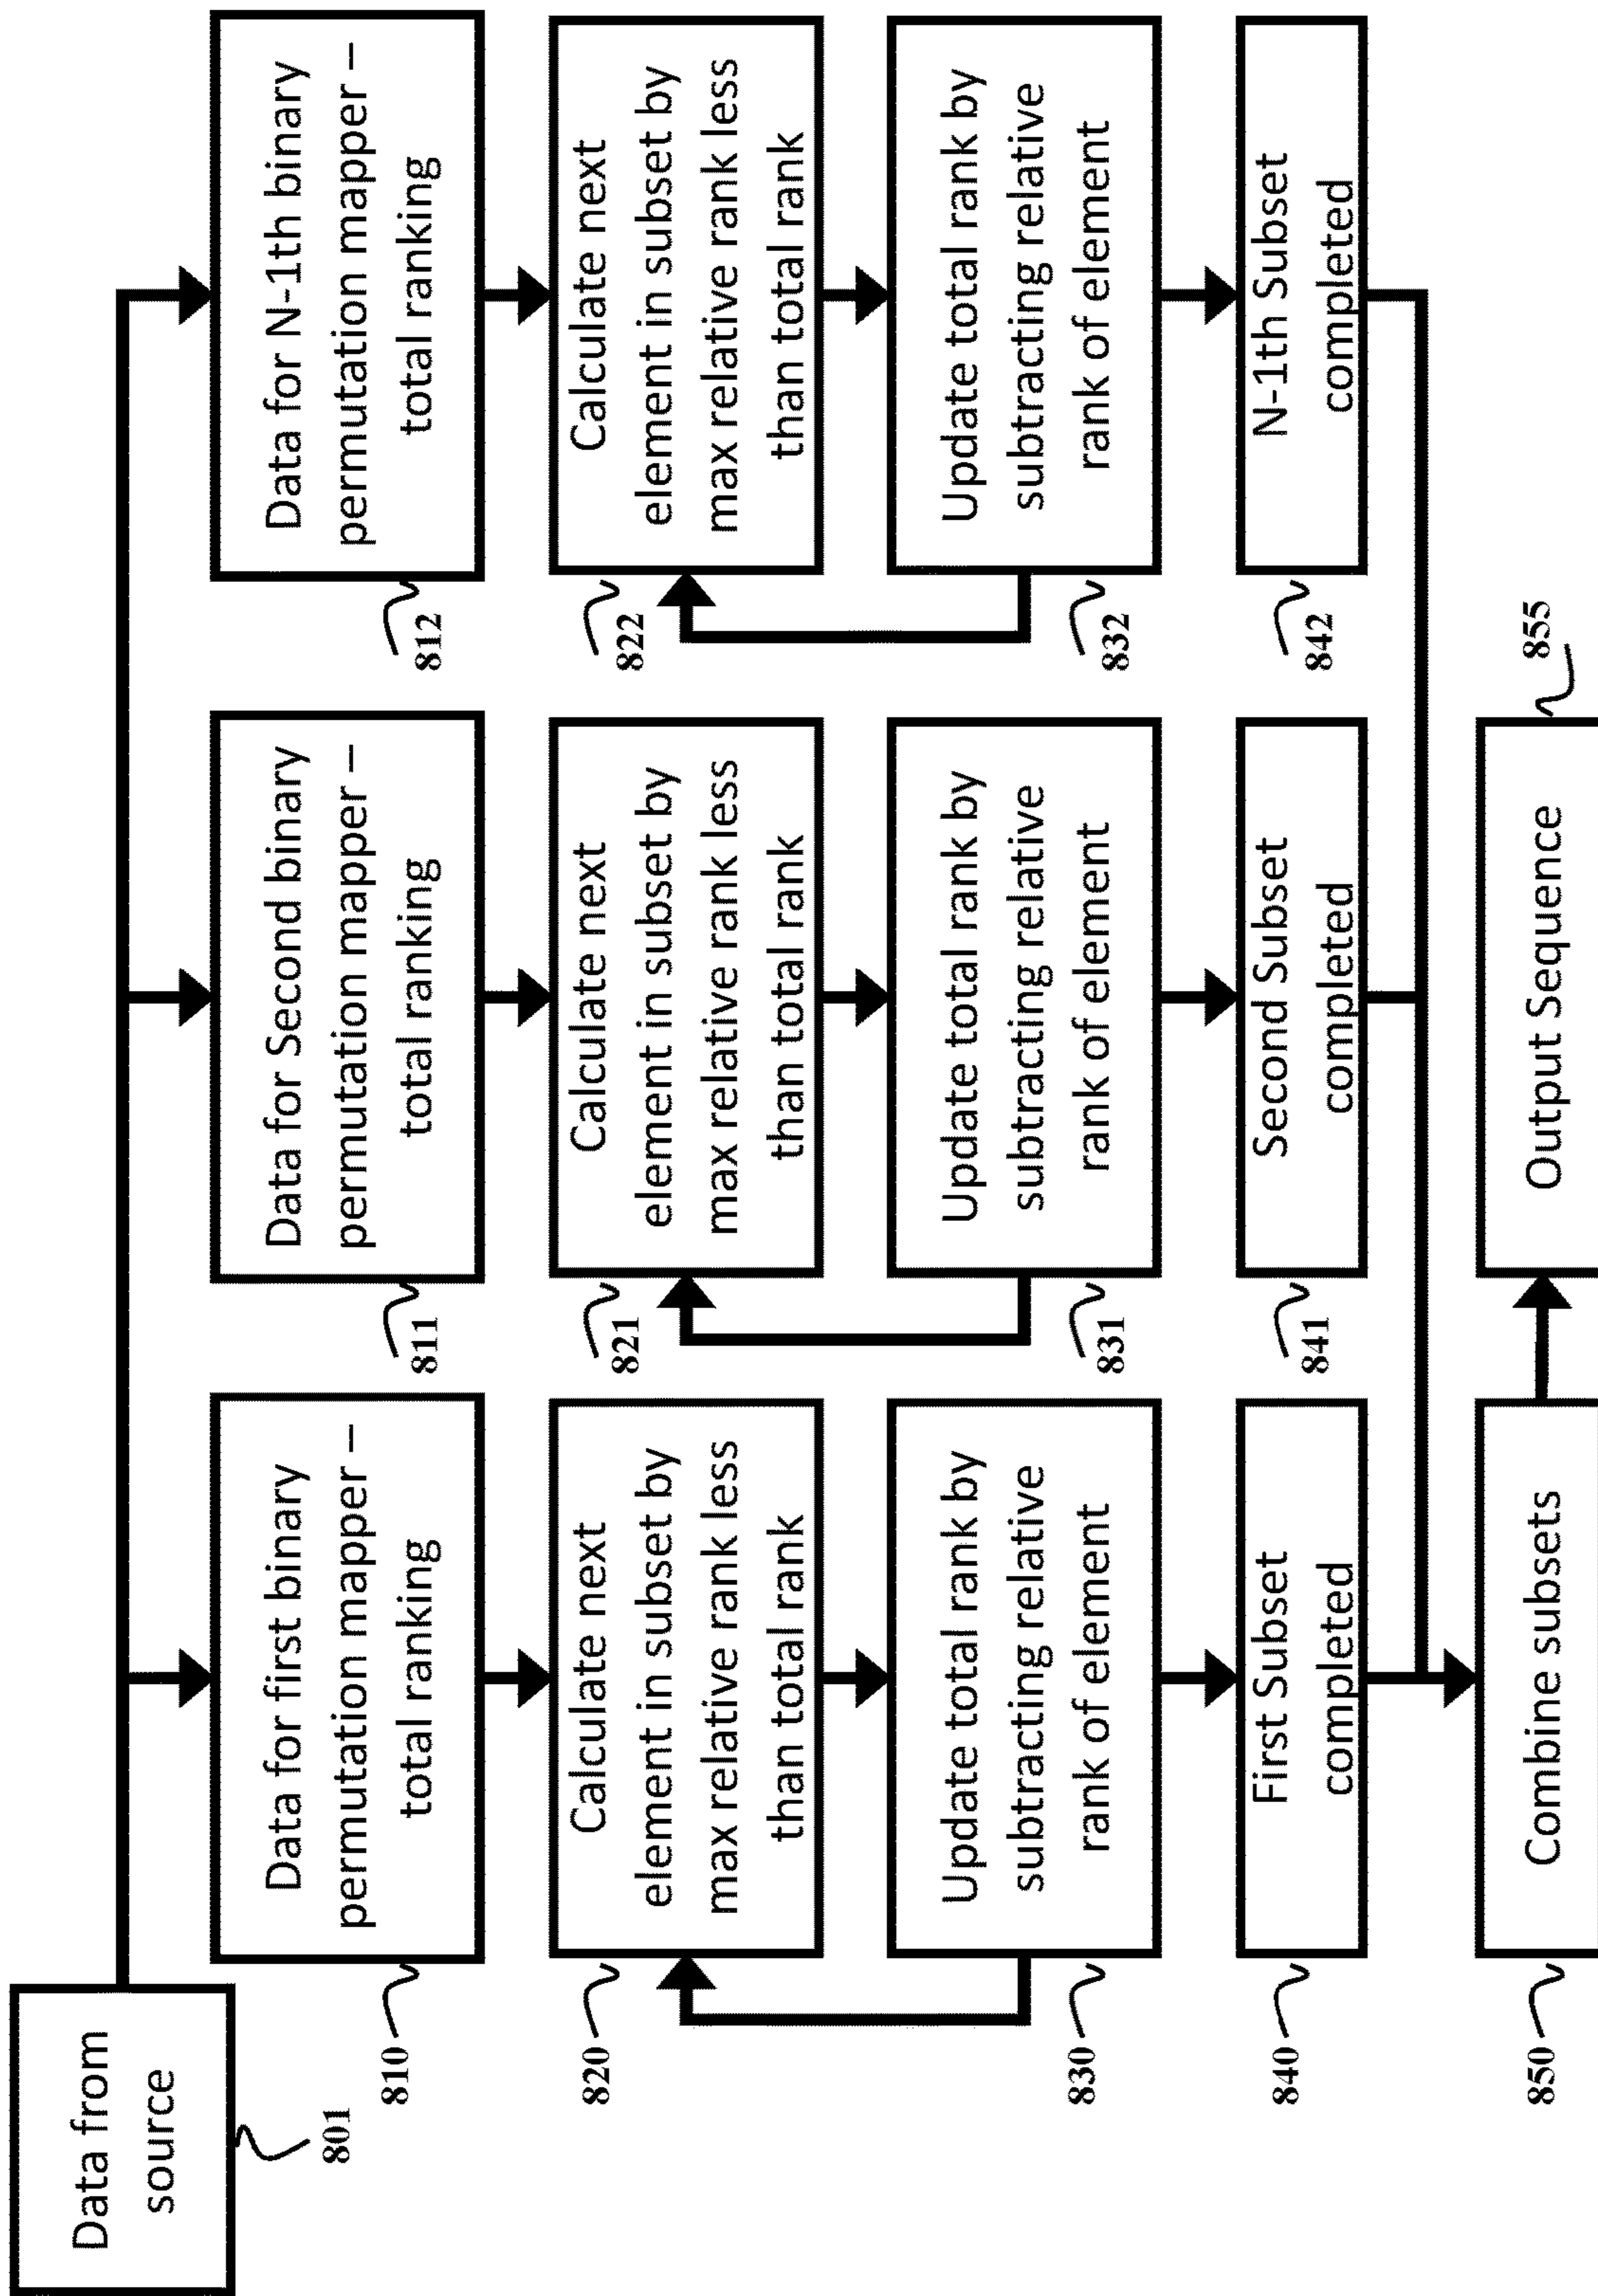 Data from
source
801
Data for first binary
permutation mapper –
total ranking
810
Data for Second binary
permutation mapper –
total ranking
811
Data for N-1th binary
permutation mapper –
total ranking
812
Calculate next
element in subset by
max relative rank less
than total rank
820
Calculate next
element in subset by
max relative rank less
than total rank
821
Calculate next
element in subset by
max relative rank less
than total rank
822
Update total rank by
subtracting relative
rank of element
830
Update total rank by
subtracting relative
rank of element
831
Update total rank by
subtracting relative
rank of element
832
First Subset
completed
840
Second Subset
completed
841
N-1th Subset
completed
842
Combine subsets
850
Output Sequence
855